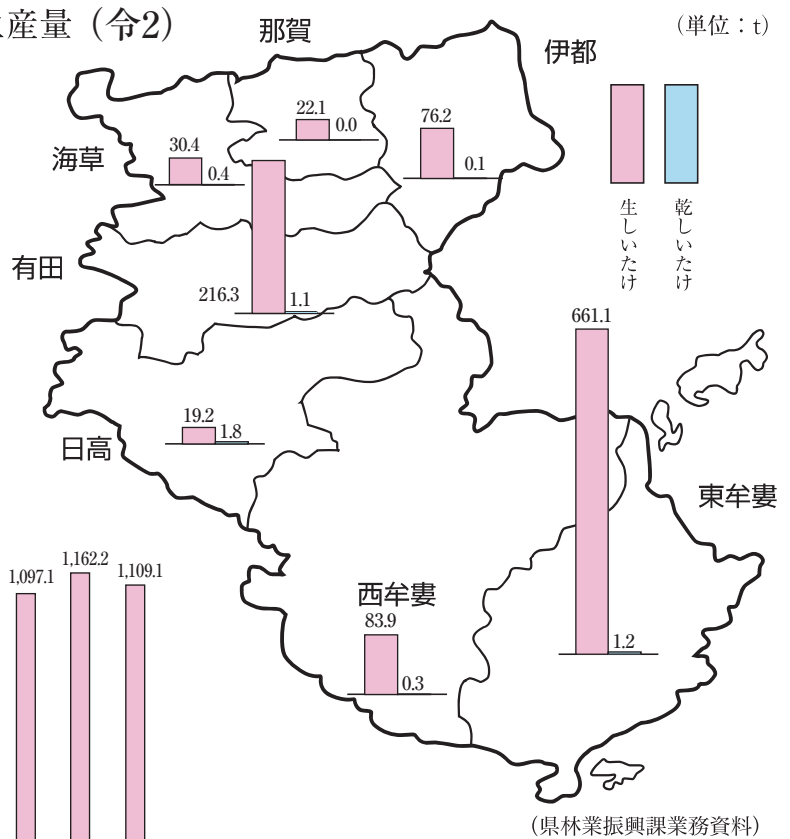 産量（令2）
（単位：t）
那賀
伊都
海草
有田
日高
西牟婁
東牟婁
生しいたけ
乾しいたけ
22.1
0.0
76.2
0.1
30.4
0.4
216.3
1.1
661.1
1.2
19.2
1.8
83.9
0.3
1,097.1
1,162.2
1,109.1
（県林業振興課業務資料）